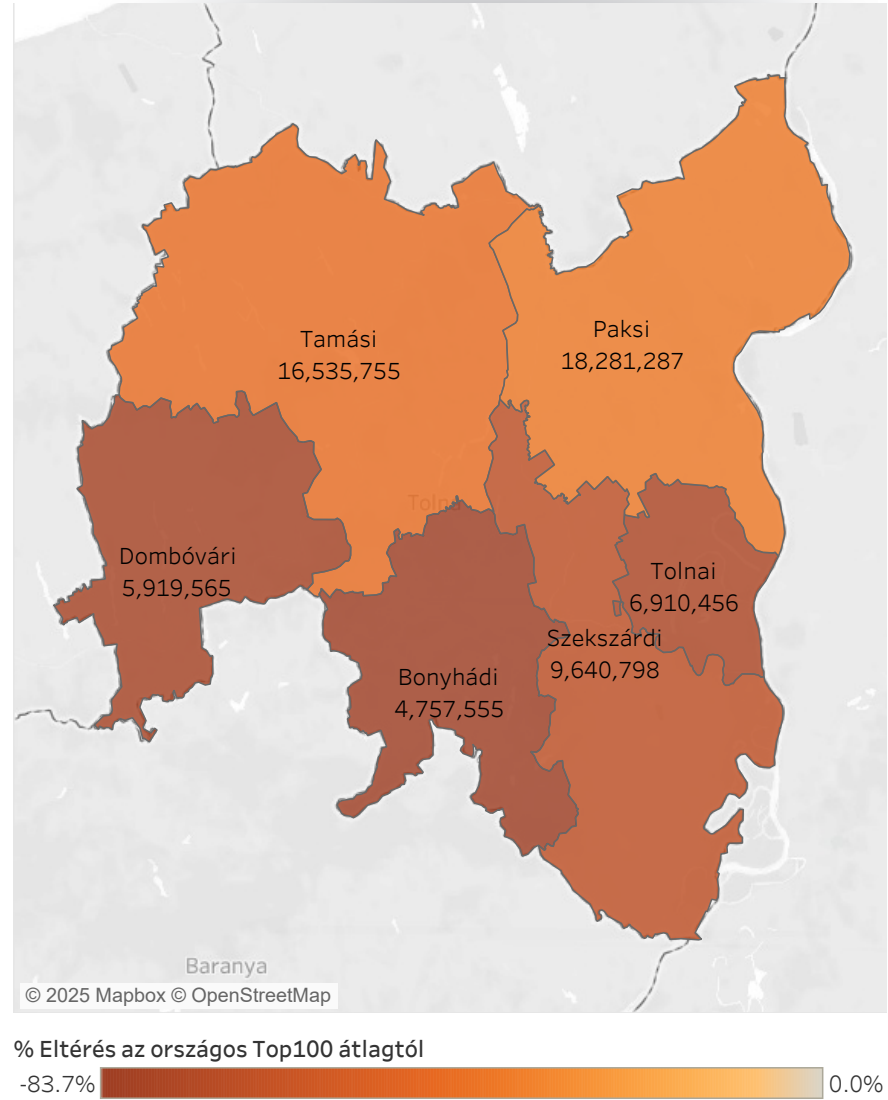 Tamási
16,535,755
Paksi
18,281,287
Tolna
Dombóvári
5,919,565
Tolnai
6,910,456
Szekszárdi
9,640,798
Bonyhádi
4,757,555
Baranya
© 2025 Mapbox © OpenStreetMap
% Eltérés az országos Top100 átlagtól
-83.7% 0.0%